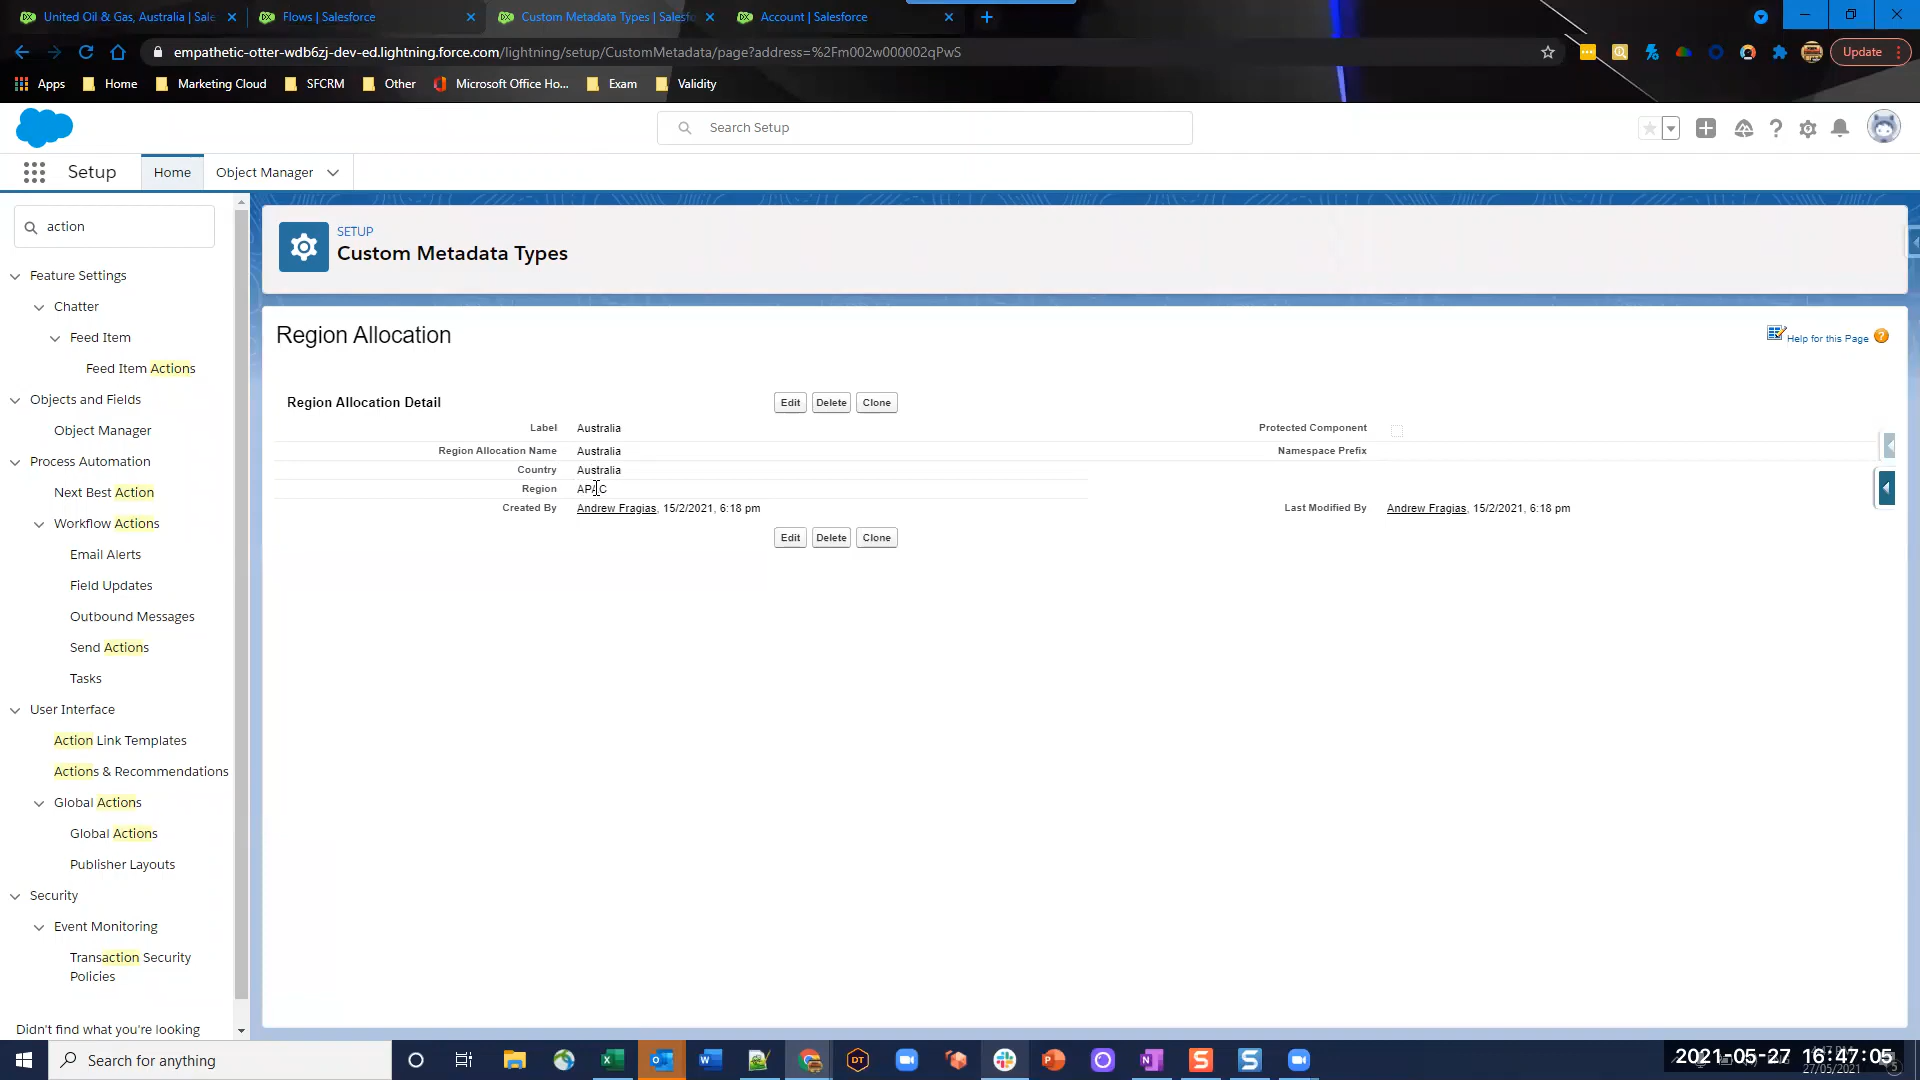 United Oil & Gas, Australia | Sale
Flows | Salesforce
Custom Metadata Types | Salesf
Account | Salesforce
empathetic-otter-wdb6zj-dev-ed.lightning.force.com/lightning/setup/CustomMetadata/page?address=%2Fm002w000002qPwS
Update
Apps
Home
Marketing Cloud
SFCRM
Other
Microsoft Office Ho...
Exam
Validity
Search Setup
Setup
Home
Object Manager
action
SETUP
Custom Metadata Types
Feature Settings
Chatter
Feed Item
Feed Item Actions
Objects and Fields
Object Manager
Process Automation
Next Best Action
Workflow Actions
Email Alerts
Field Updates
Outbound Messages
Send Actions
Tasks
User Interface
Action Link Templates
Actions & Recommendations
Global Actions
Global Actions
Publisher Layouts
Security
Event Monitoring
Transaction Security
Policies
Didn't find what you're looking
Region Allocation
Help for this Page
Region Allocation Detail
Edit Delete Clone
Label Australia
Protected Component
Region Allocation Name Australia
Namespace Prefix
Country Australia
Region APAC
Created By Andrew Fragias, 15/2/2021, 6:18 pm
Last Modified By Andrew Fragias, 15/2/2021, 6:18 pm
Edit Delete Clone
Search for anything
2021-05-27 16:47:05
27/05/2021